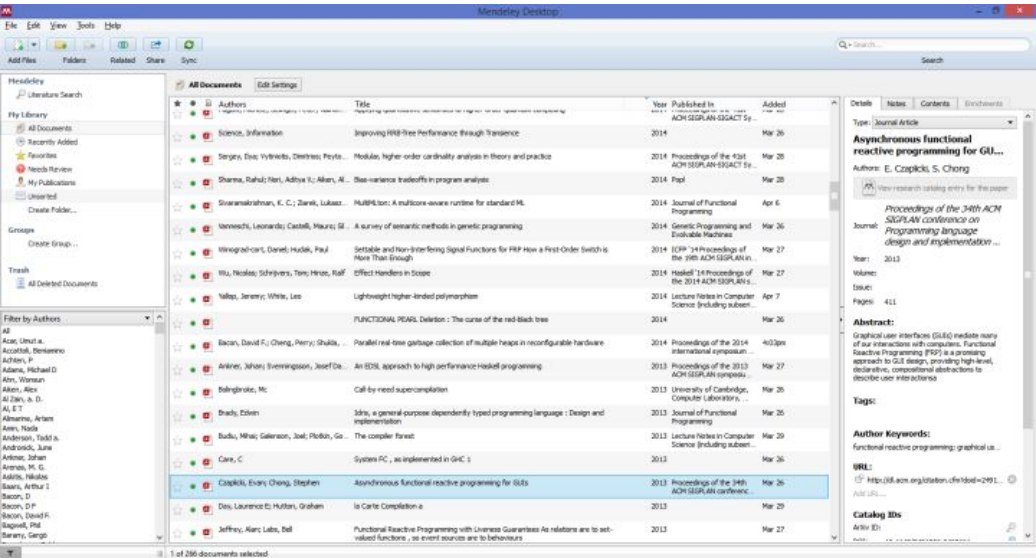 Mendeley Desktop
File Edit View Tools Help
Add Files Folders Related Share Sync
Search...
Search
Mendeley
Literature Search
My Library
All Documents
Recently Added
Favorites
Needs Review
My Publications
Unsorted
Create Folder...
Groups
Create Group...
Trash
All Deleted Documents
Filter by Authors
All
Acar, Umut a.
Accattoli, Beniamino
Achten, P
Adams, Michael D
Ahn, Wonsun
Aiken, Alex
Al Zain, a. D.
Al, E T
Almarimi, Artem
Amin, Nada
Anderson, Todd a.
Andronick, June
Ankner, Johan
Arenas, M. G.
Askitis, Nikolas
Baars, Arthur I
Bacon, D
Bacon, D F
Bacon, David F.
Bagwell, Phil
Barany, Gergö
All Documents Edit Settings
Authors Title Year Published In Added
ACM SIGPLAN-SIGACT Sy...
Science, Information Improving RRB-Tree Performance through Transience 2014 Mar 26
Sergey, Ilya; Vytiniotis, Dimitrios; Peyto... Modular, higher-order cardinality analysis in theory and practice 2014 Proceedings of the 41st Mar 28
ACM SIGPLAN-SIGACT Sy...
Sharma, Rahul; Nori, Aditya V.; Aiken, Al... Bias-variance tradeoffs in program analysis 2014 Popl Mar 28
Sivaramakrishnan, K. C.; Ziarek, Lukasz... MultiMLton: A multicore-aware runtime for standard ML 2014 Journal of Functional Apr 6
Programming
Vanneschi, Leonardo; Castelli, Mauro; Sil... A survey of semantic methods in genetic programming 2014 Genetic Programming and Mar 26
Evolvable Machines
Winograd-cort, Daniel; Hudak, Paul Settable and Non-Interfering Signal Functions for FRP How a First-Order Switch is 2014 ICFP '14 Proceedings of Mar 27
More Than Enough the 19th ACM SIGPLAN in...
Wu, Nicolas; Schrijvers, Tom; Hinze, Ralf Effect Handlers in Scope 2014 Haskell '14 Proceedings of Mar 27
the 2014 ACM SIGPLAN s...
Yallop, Jeremy; White, Leo Lightweight higher-kinded polymorphism 2014 Lecture Notes in Computer Apr 7
Science (including subseri...
FUNCTIONAL PEARL Deletion : The curse of the red-black tree 2014 Mar 26
Bacon, David F.; Cheng, Perry; Shukla, ... Parallel real-time garbage collection of multiple heaps in reconfigurable hardware 2014 Proceedings of the 2014 4:03pm
international symposium ...
Ankner, Johan; Svenningsson, Josef Da... An EDSL approach to high performance Haskell programming 2013 Proceedings of the 2013 Mar 27
ACM SIGPLAN symposiu...
Bolingbroke, Mc Call-by-need supercompilation 2013 University of Cambridge, Mar 26
Computer Laboratory, ...
Brady, Edwin Idris, a general-purpose dependently typed programming language : Design and 2013 Journal of Functional Mar 26
implementation Programming
Budiu, Mihai; Galenson, Joel; Plotkin, Go... The compiler forest 2013 Lecture Notes in Computer Mar 29
Science (including subseri...
Core, C System FC , as implemented in GHC 1 2013 Mar 26
Czaplicki, Evan; Chong, Stephen Asynchronous functional reactive programming for GUIs 2013 Proceedings of the 34th Mar 26
ACM SIGPLAN conferenc...
Day, Laurence E; Hutton, Graham la Carte Compilation a 2013 Mar 29
Jeffrey, Alan; Labs, Bell Functional Reactive Programming with Liveness Guarantees As relations are to set- 2013 Mar 27
valued functions , so event sources are to behaviours
1 of 266 documents selected
Details Notes Contents Enrichments
Type: Journal Article
Asynchronous functional
reactive programming for GU...
Authors: E. Czaplicki, S. Chong
View research catalog entry for this paper
Journal: Proceedings of the 34th ACM
SIGPLAN conference on
Programming language
design and implementation ...
Year: 2013
Volume:
Issue:
Pages: 411
Abstract:
Graphical user interfaces (GUIs) mediate many
of our interactions with computers. Functional
Reactive Programming (FRP) is a promising
approach to GUI design, providing high-level,
declarative, compositional abstractions to
describe user interactions
Tags:
Author Keywords:
functional reactive programming; graphical us...
URL:
http://dl.acm.org/citation.cfm?doid=2491...
Add URL...
Catalog IDs
ArXiv ID: